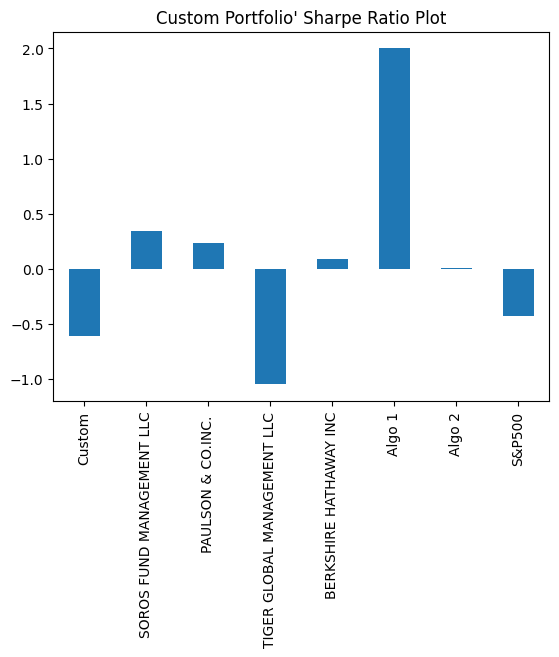 Custom Portfolio' Sharpe Ratio Plot
2.0
1.5
1.0
0.5
0.0
−0.5
−1.0
Custom
SOROS FUND MANAGEMENT LLC
PAULSON & CO.INC.
TIGER GLOBAL MANAGEMENT LLC
BERKSHIRE HATHAWAY INC
Algo 1
Algo 2
S&P500